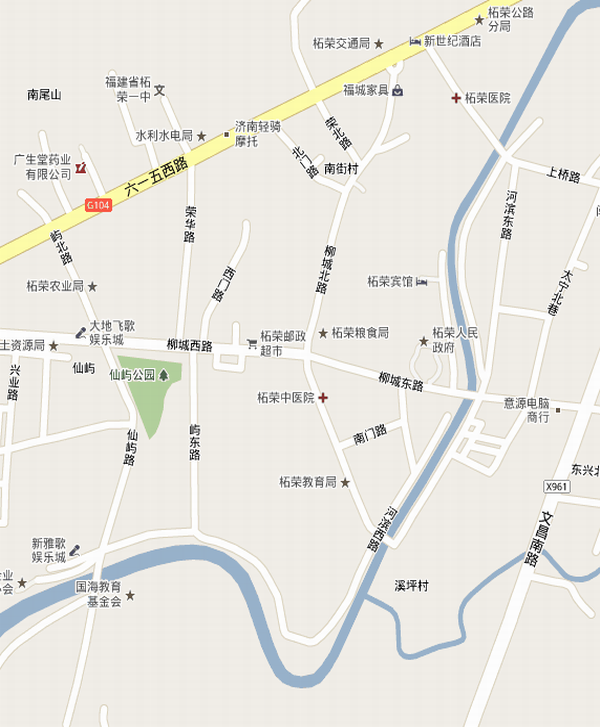 柘荣公路
分局
柘荣交通局
新世纪酒店
福建省柘
荣一中
南尾山
福城家具
柘荣医院
水利水电局
济南轻骑
摩托
荣北路
北门路
广生堂药业
有限公司
六一五西路
南街村
上桥路
G104
荣华路
河滨东路
屿北路
柳城北路
西门路
柘荣农业局
柘荣宾馆
大宁北巷
大地飞歌
娱乐城
土资源局
柳城西路
柘荣邮政
超市
柘荣粮食局
柘荣人民
政府
兴业路
仙屿
仙屿公园
柳城东路
柘荣中医院
意源电脑
商行
仙屿路
屿东路
南门路
东兴北
柘荣教育局
X961
河滨西路
文昌南路
新雅歌
娱乐城
国海教育
基金会
溪坪村